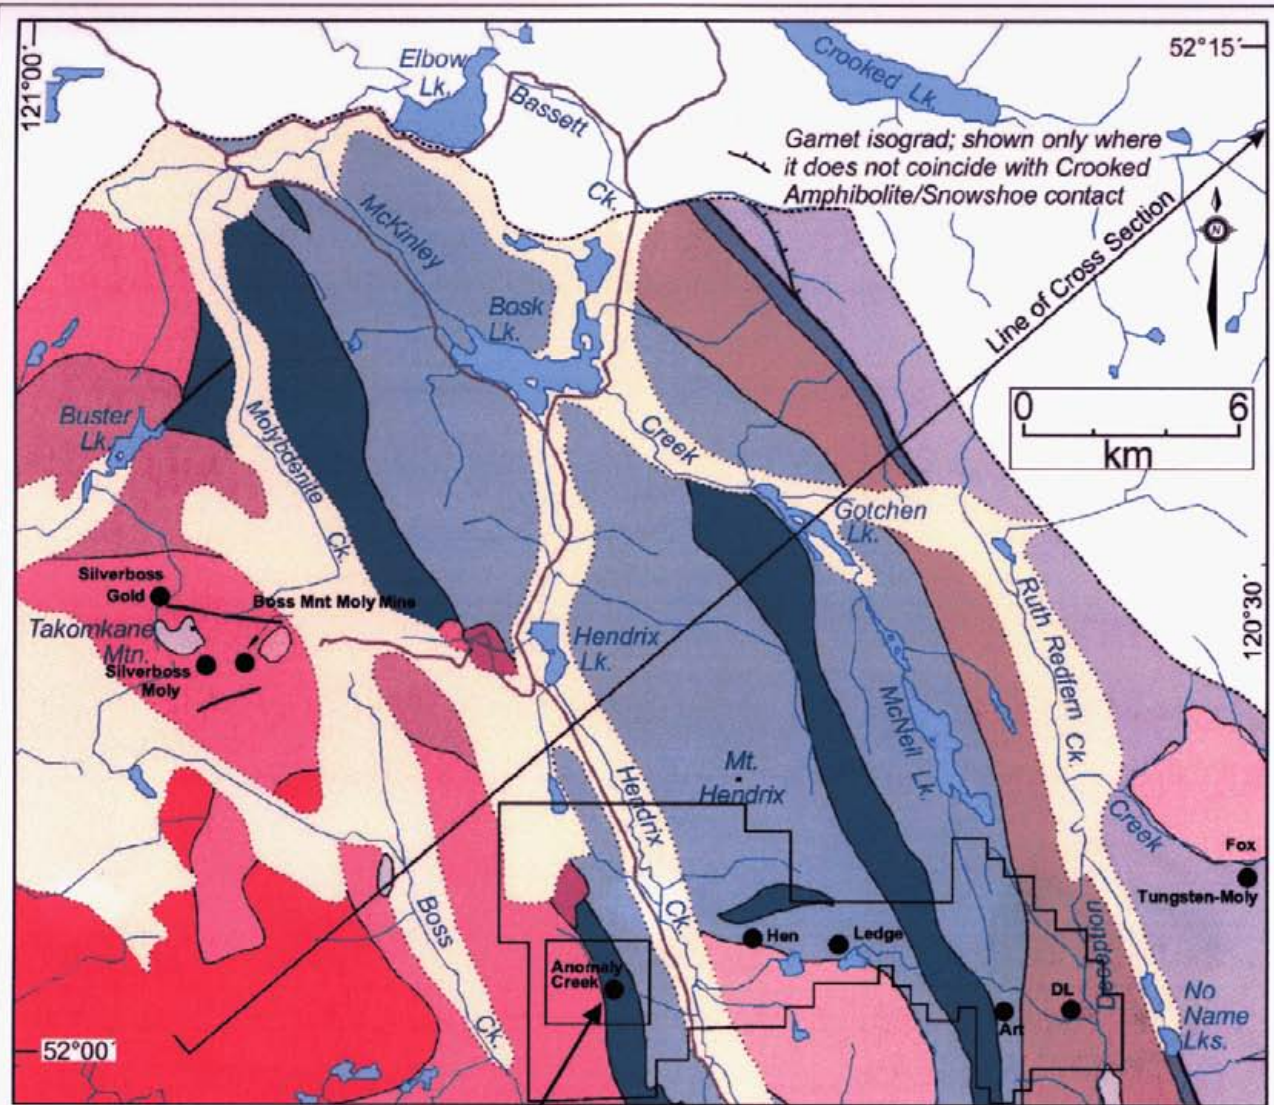 121°00´
52°15´
Elbow
Lk.
Crooked Lk.
Bassett
Ck.
Garnet isograd; shown only where
it does not coincide with Crooked
Amphibolite/Snowshoe contact
N
McKinley
Line of Cross Section
Bosk
Lk.
0 6
km
Buster
Lk.
Molybdenite
Ck.
Creek
Gotchen
Lk.
Silverboss
Gold
Boss Mnt Moly Mine
Takomkane
Mtn.
Silverboss
Moly
Hendrix
Lk.
Ruth Redfern Ck
120°30´
McNeil Lk.
Mt.
Hendrix
Hendrix
Ck.
Creek
Fox
Tungsten-Moly
Boss
Ck.
Hen
Ledge
Deception
Anomaly
Creek
DL
Art
No
Name
Lks.
52°00´